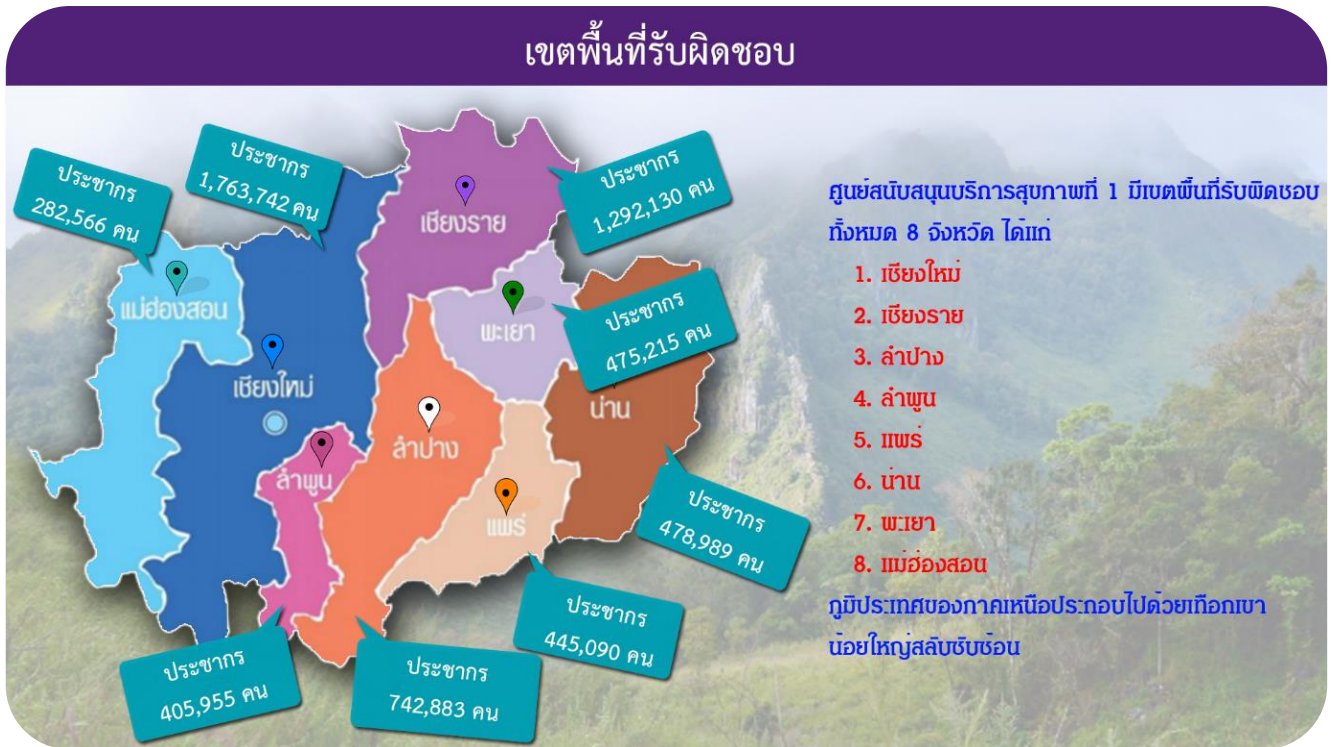 เขตพื้นที่รับผิดชอบ
ประชากร
282,566 คน
ประชากร
1,763,742 คน
ประชากร
1,292,130 คน
ประชากร
475,215 คน
เชียงราย
แม่ฮ่องสอน
พะเยา
เชียงใหม่
น่าน
ลำปาง
ลำพูน
แพร่
ประชากร
478,989 คน
ประชากร
445,090 คน
ประชากร
405,955 คน
ประชากร
742,883 คน
ศูนย์สนับสนุนบริการสุขภาพที่ 1 มีเขตพื้นที่รับผิดชอบ
ทั้งหมด 8 จังหวัด ได้แก่
1. เชียงใหม่
2. เชียงราย
3. ลำปาง
4. ลำพูน
5. แพร่
6. น่าน
7. พะเยา
8. แม่ฮ่องสอน
ภูมิประเทศของภาคเหนือประกอบไปด้วยเทือกเขา
น้อยใหญ่สลับซับซ้อน